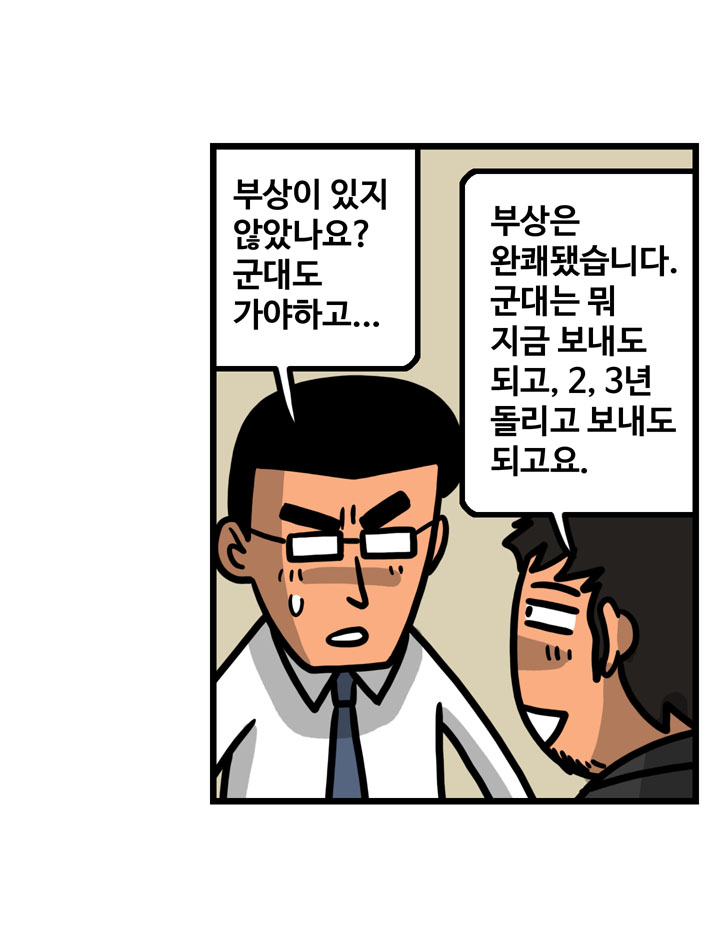 부상이 있지
않았나요?
군대도
가야하고...
부상은
완쾌됐습니다.
군대는 뭐
지금 보내도
되고, 2, 3년
돌리고 보내도
되고요.